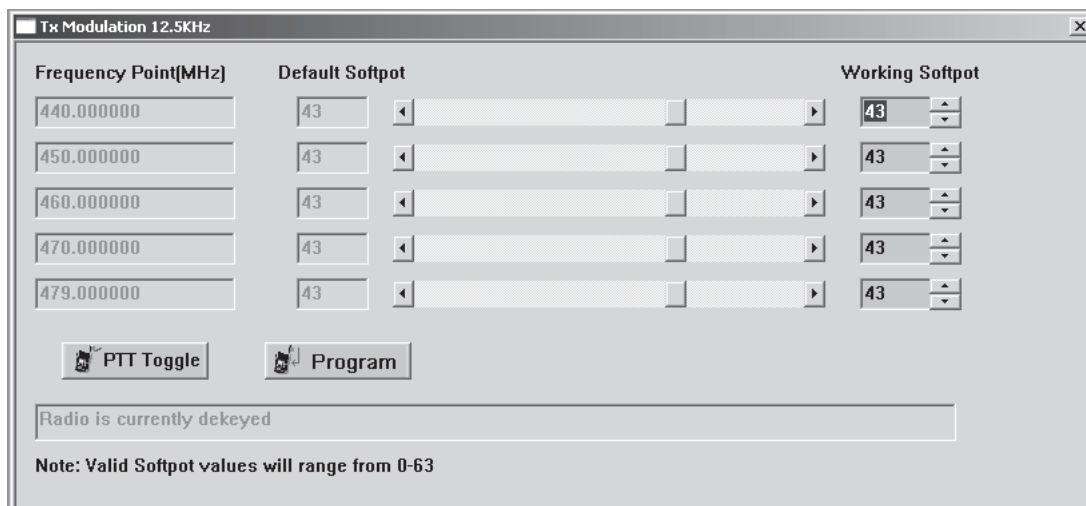 Tx Modulation 12.5KHz
Frequency Point(MHz) Default Softpot Working Softpot
440.000000 43 43
450.000000 43 43
460.000000 43 43
470.000000 43 43
479.000000 43 43
PTT Toggle Program
Radio is currently dekeyed
Note: Valid Softpot values will range from 0-63